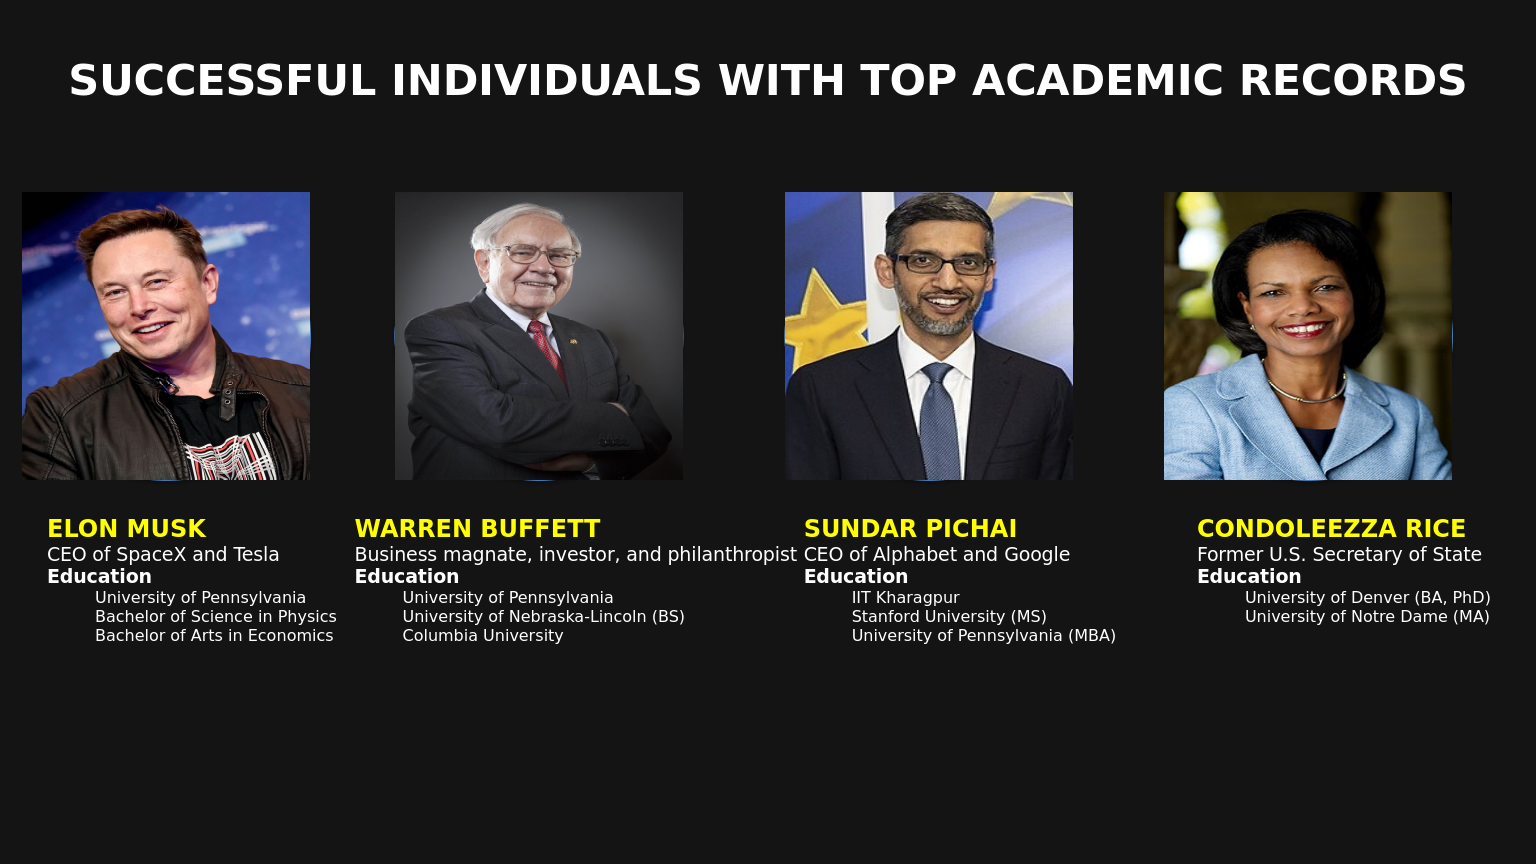 SUCCESSFUL INDIVIDUALS WITH TOP ACADEMIC RECORDS
ELON MUSK
CEO of SpaceX and Tesla
Education
University of Pennsylvania
Bachelor of Science in Physics
Bachelor of Arts in Economics
WARREN BUFFETT
Business magnate, investor, and philanthropist
Education
University of Pennsylvania
University of Nebraska-Lincoln (BS)
Columbia University
SUNDAR PICHAI
CEO of Alphabet and Google
Education
IIT Kharagpur
Stanford University (MS)
University of Pennsylvania (MBA)
CONDOLEEZZA RICE
Former U.S. Secretary of State
Education
University of Denver (BA, PhD)
University of Notre Dame (MA)